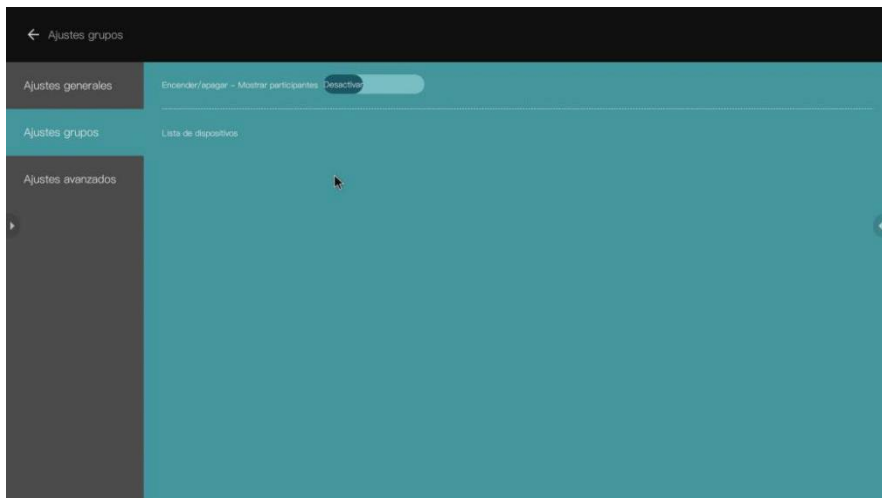 Ajustes grupos
Ajustes generales
Encender/apagar - Mostrar participantes Desactivar
Ajustes grupos
Lista de dispositivos
Ajustes avanzados